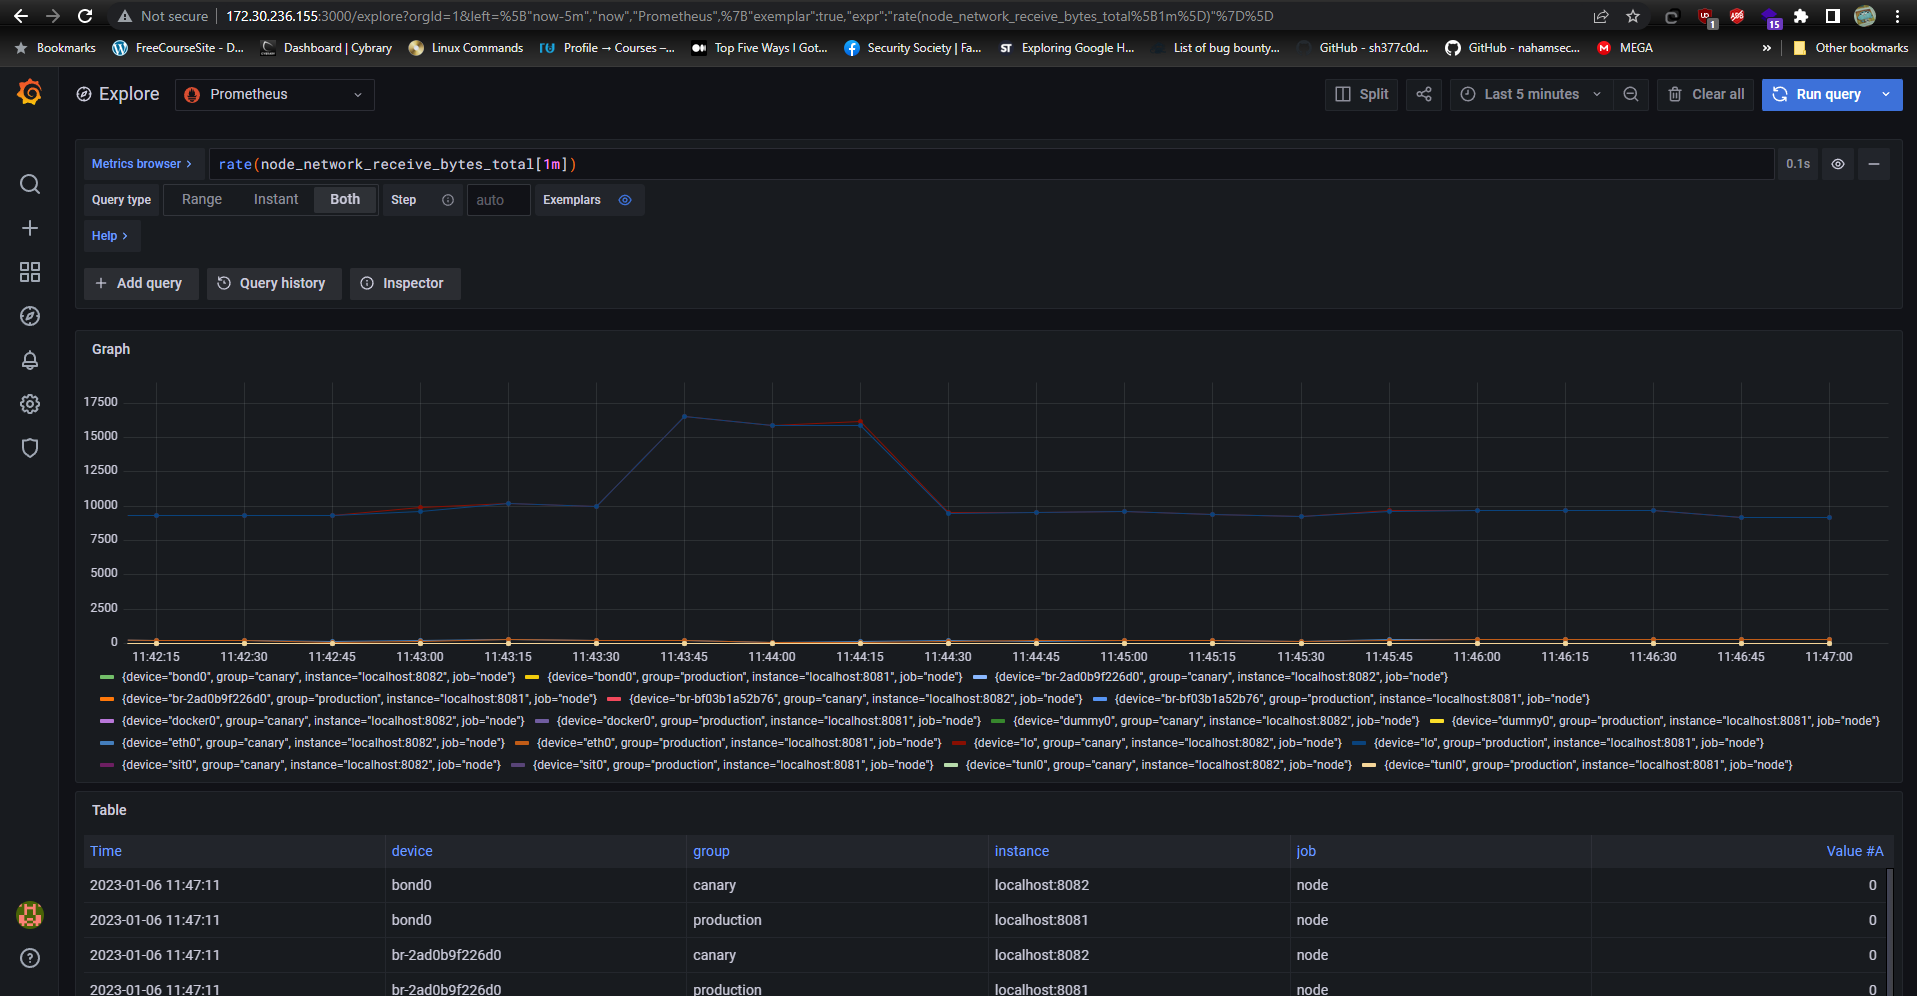 Not secure | 172.30.236.155:3000/explore?orgId=1&left=%5B"now-5m","now","Prometheus",%7B"exemplar":true,"expr":"rate(node_network_receive_bytes_total%5B1m%5D)"%7D%5D
1 ABP 15
Bookmarks FreeCourseSite - D... Dashboard | Cybrary Linux Commands Profile → Courses –... Top Five Ways I Got... Security Society | Fa... ST Exploring Google H... List of bug bounty... GitHub - sh377c0d... GitHub - nahamsec... M MEGA » Other bookmarks
Explore Prometheus Split Last 5 minutes Clear all Run query
Metrics browser > rate(node_network_receive_bytes_total[1m]) 0.1s
Query type Range Instant Both Step auto Exemplars
Help >
+ Add query Query history Inspector
Graph
17500
15000
12500
10000
7500
5000
2500
0
11:42:15 11:42:30 11:42:45 11:43:00 11:43:15 11:43:30 11:43:45 11:44:00 11:44:15 11:44:30 11:44:45 11:45:00 11:45:15 11:45:30 11:45:45 11:46:00 11:46:15 11:46:30 11:46:45 11:47:00
{device="bond0", group="canary", instance="localhost:8082", job="node"} {device="bond0", group="production", instance="localhost:8081", job="node"} {device="br-2ad0b9f226d0", group="canary", instance="localhost:8082", job="node"}
{device="br-2ad0b9f226d0", group="production", instance="localhost:8081", job="node"} {device="br-bf03b1a52b76", group="canary", instance="localhost:8082", job="node"} {device="br-bf03b1a52b76", group="production", instance="localhost:8081", job="node"}
{device="docker0", group="canary", instance="localhost:8082", job="node"} {device="docker0", group="production", instance="localhost:8081", job="node"} {device="dummy0", group="canary", instance="localhost:8082", job="node"} {device="dummy0", group="production", instance="localhost:8081", job="node"}
{device="eth0", group="canary", instance="localhost:8082", job="node"} {device="eth0", group="production", instance="localhost:8081", job="node"} {device="lo", group="canary", instance="localhost:8082", job="node"} {device="lo", group="production", instance="localhost:8081", job="node"}
{device="sit0", group="canary", instance="localhost:8082", job="node"} {device="sit0", group="production", instance="localhost:8081", job="node"} {device="tunl0", group="canary", instance="localhost:8082", job="node"} {device="tunl0", group="production", instance="localhost:8081", job="node"}
Table
Time device group instance job Value #A
2023-01-06 11:47:11 bond0 canary localhost:8082 node 0
2023-01-06 11:47:11 bond0 production localhost:8081 node 0
2023-01-06 11:47:11 br-2ad0b9f226d0 canary localhost:8082 node 0
2023-01-06 11:47:11 br-2ad0b9f226d0 production localhost:8081 node 0